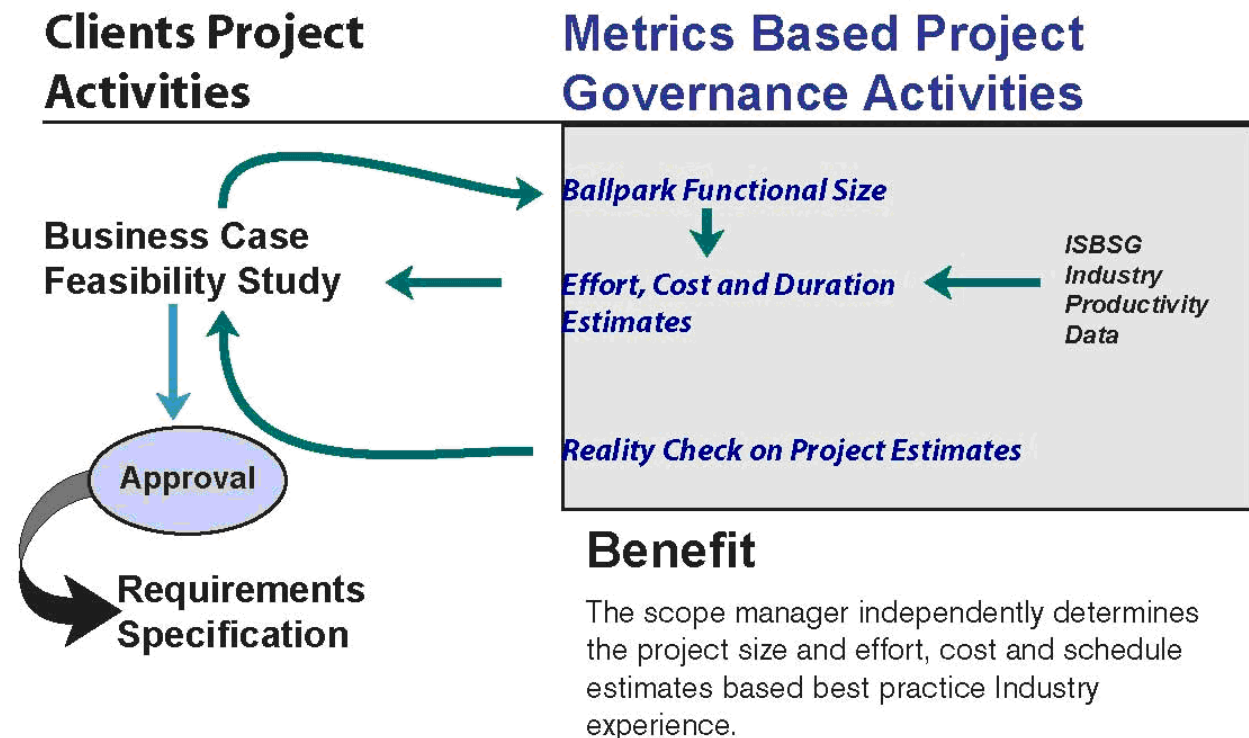 Clients Project
Activities
Metrics Based Project
Governance Activities
Business Case
Feasibility Study
Approval
Requirements
Specification
Ballpark Functional Size
Effort, Cost and Duration
Estimates
ISBSG
Industry
Productivity
Data
Reality Check on Project Estimates
Benefit
The scope manager independently determines
the project size and effort, cost and schedule
estimates based best practice Industry
experience.